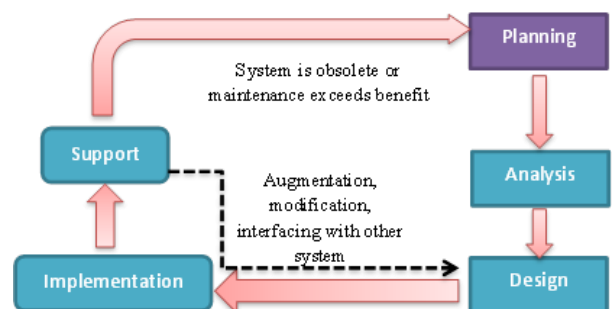 Planning
System is obsolete or
maintenance exceeds benefit
Support
Analysis
Augmentation,
modification,
interfacing with other
system
Implementation
Design